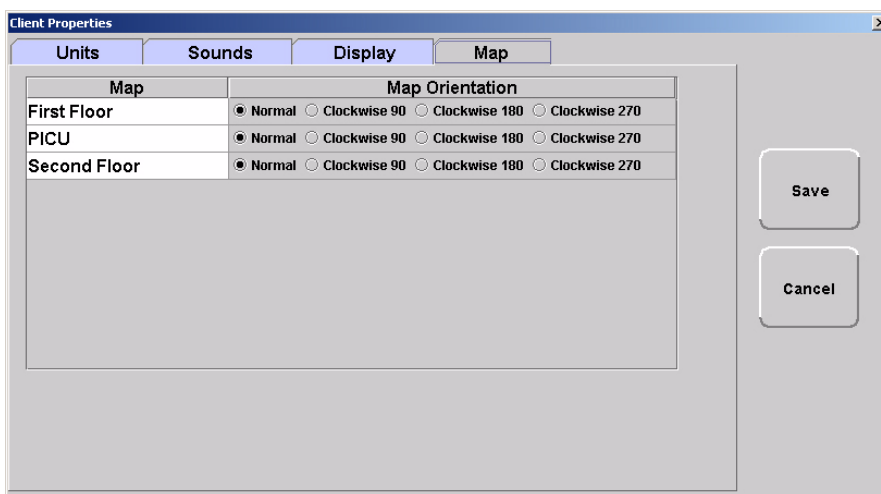 Client Properties
Units Sounds Display Map
Map Map Orientation
First Floor Normal Clockwise 90 Clockwise 180 Clockwise 270
PICU Normal Clockwise 90 Clockwise 180 Clockwise 270
Second Floor Normal Clockwise 90 Clockwise 180 Clockwise 270
Save
Cancel